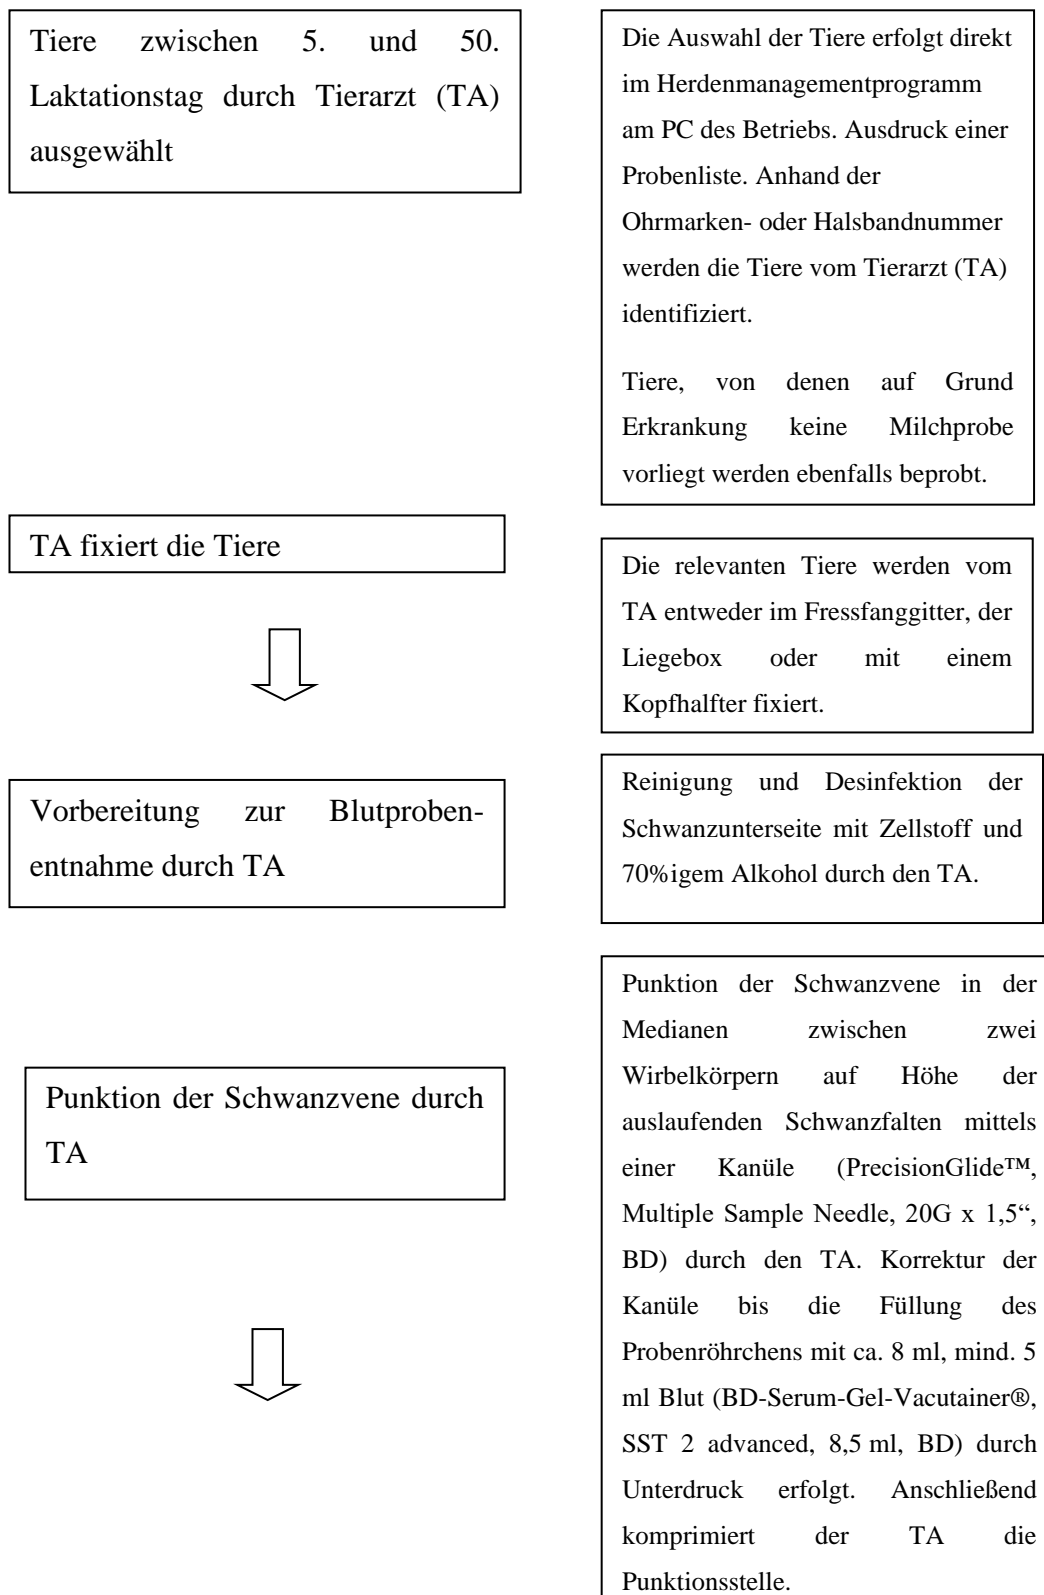 Tiere zwischen 5. und 50.
Laktationstag durch Tierarzt (TA)
ausgewählt
Die Auswahl der Tiere erfolgt direkt
im Herdenmanagementprogramm
am PC des Betriebs. Ausdruck einer
Probenliste. Anhand der
Ohrmarken- oder Halsbandnummer
werden die Tiere vom Tierarzt (TA)
identifiziert.
Tiere, von denen auf Grund
Erkrankung keine Milchprobe
vorliegt werden ebenfalls beprobt.
TA fixiert die Tiere
Die relevanten Tiere werden vom
TA entweder im Fressfanggitter, der
Liegebox oder mit einem
Kopfhalfter fixiert.
Vorbereitung zur Blutproben-
entnahme durch TA
Reinigung und Desinfektion der
Schwanzunterseite mit Zellstoff und
70%igem Alkohol durch den TA.
Punktion der Schwanzvene durch
TA
Punktion der Schwanzvene in der
Medianen zwischen zwei
Wirbelkörpern auf Höhe der
auslaufenden Schwanzfalten mittels
einer Kanüle (PrecisionGlide™,
Multiple Sample Needle, 20G x 1,5“,
BD) durch den TA. Korrektur der
Kanüle bis die Füllung des
Probenröhrchens mit ca. 8 ml, mind. 5
ml Blut (BD-Serum-Gel-Vacutainer®,
SST 2 advanced, 8,5 ml, BD) durch
Unterdruck erfolgt. Anschließend
komprimiert der TA die
Punktionsstelle.